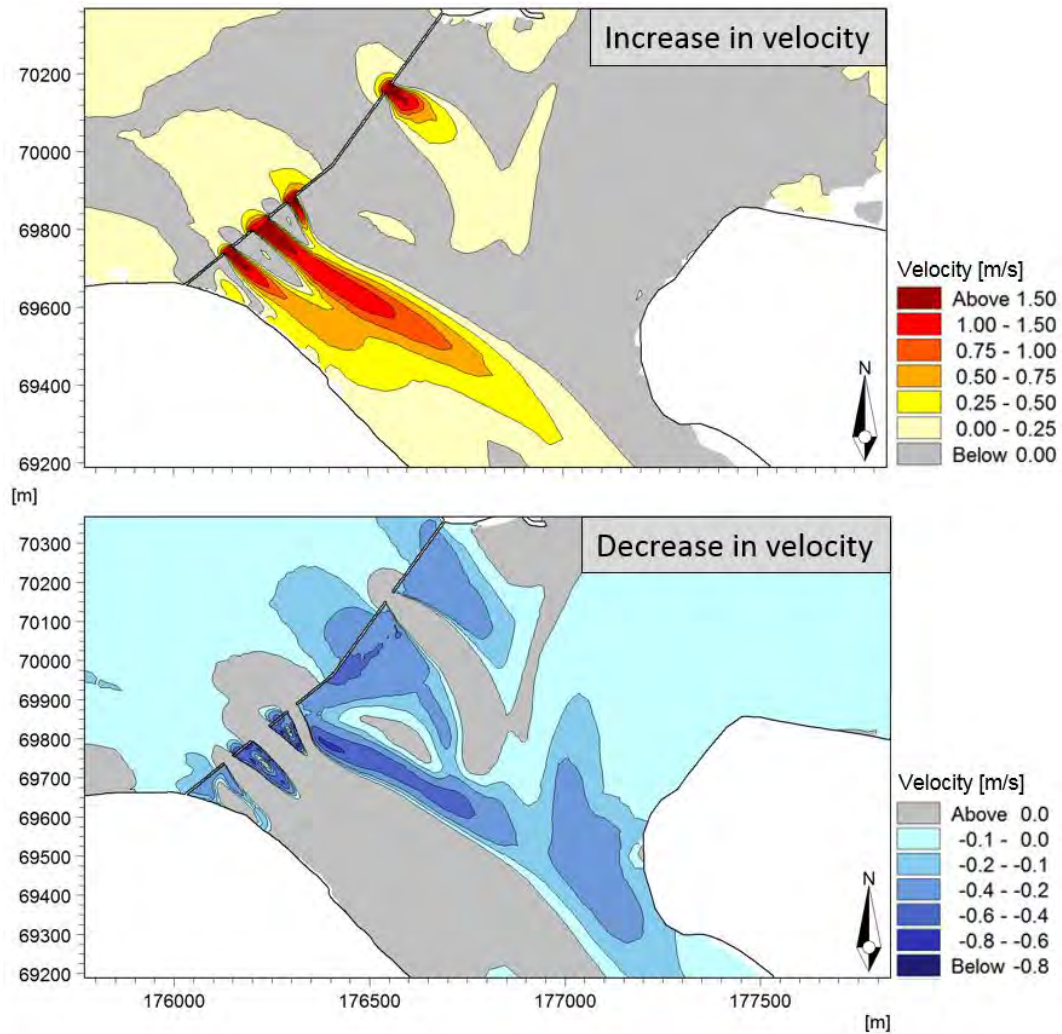 Increase in velocity
70200
70000
69800
69600
69400
69200
[m]
N
Velocity [m/s]
Above 1.50
1.00 - 1.50
0.75 - 1.00
0.50 - 0.75
0.25 - 0.50
0.00 - 0.25
Below 0.00
Decrease in velocity
70300
70200
70100
70000
69900
69800
69700
69600
69500
69400
69300
69200
N
Velocity [m/s]
Above 0.0
-0.1 - 0.0
-0.2 - -0.1
-0.4 - -0.2
-0.6 - -0.4
-0.8 - -0.6
Below -0.8
176000 176500 177000 177500
[m]